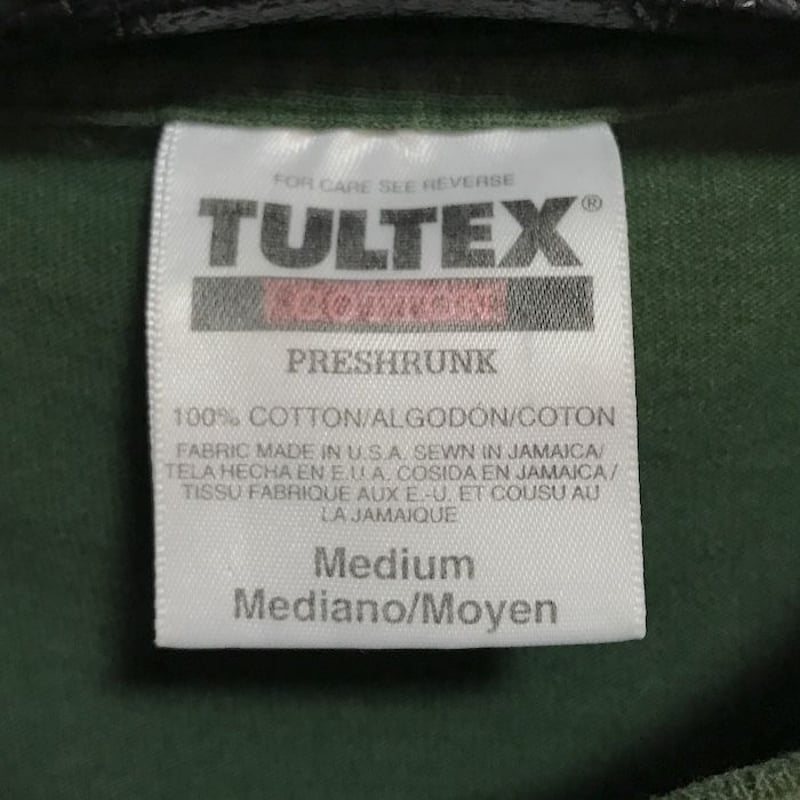 FOR CARE SEE REVERSE
TULTEX®
PRESHRUNK
100% COTTON/ALGODÓN/COTON
FABRIC MADE IN U.S.A. SEWN IN JAMAICA/
TELA HECHA EN E.U.A. COSIDA EN JAMAICA/
TISSU FABRIQUE AUX E.-U. ET COUSU AU
LA JAMAIQUE
Medium
Mediano/Moyen